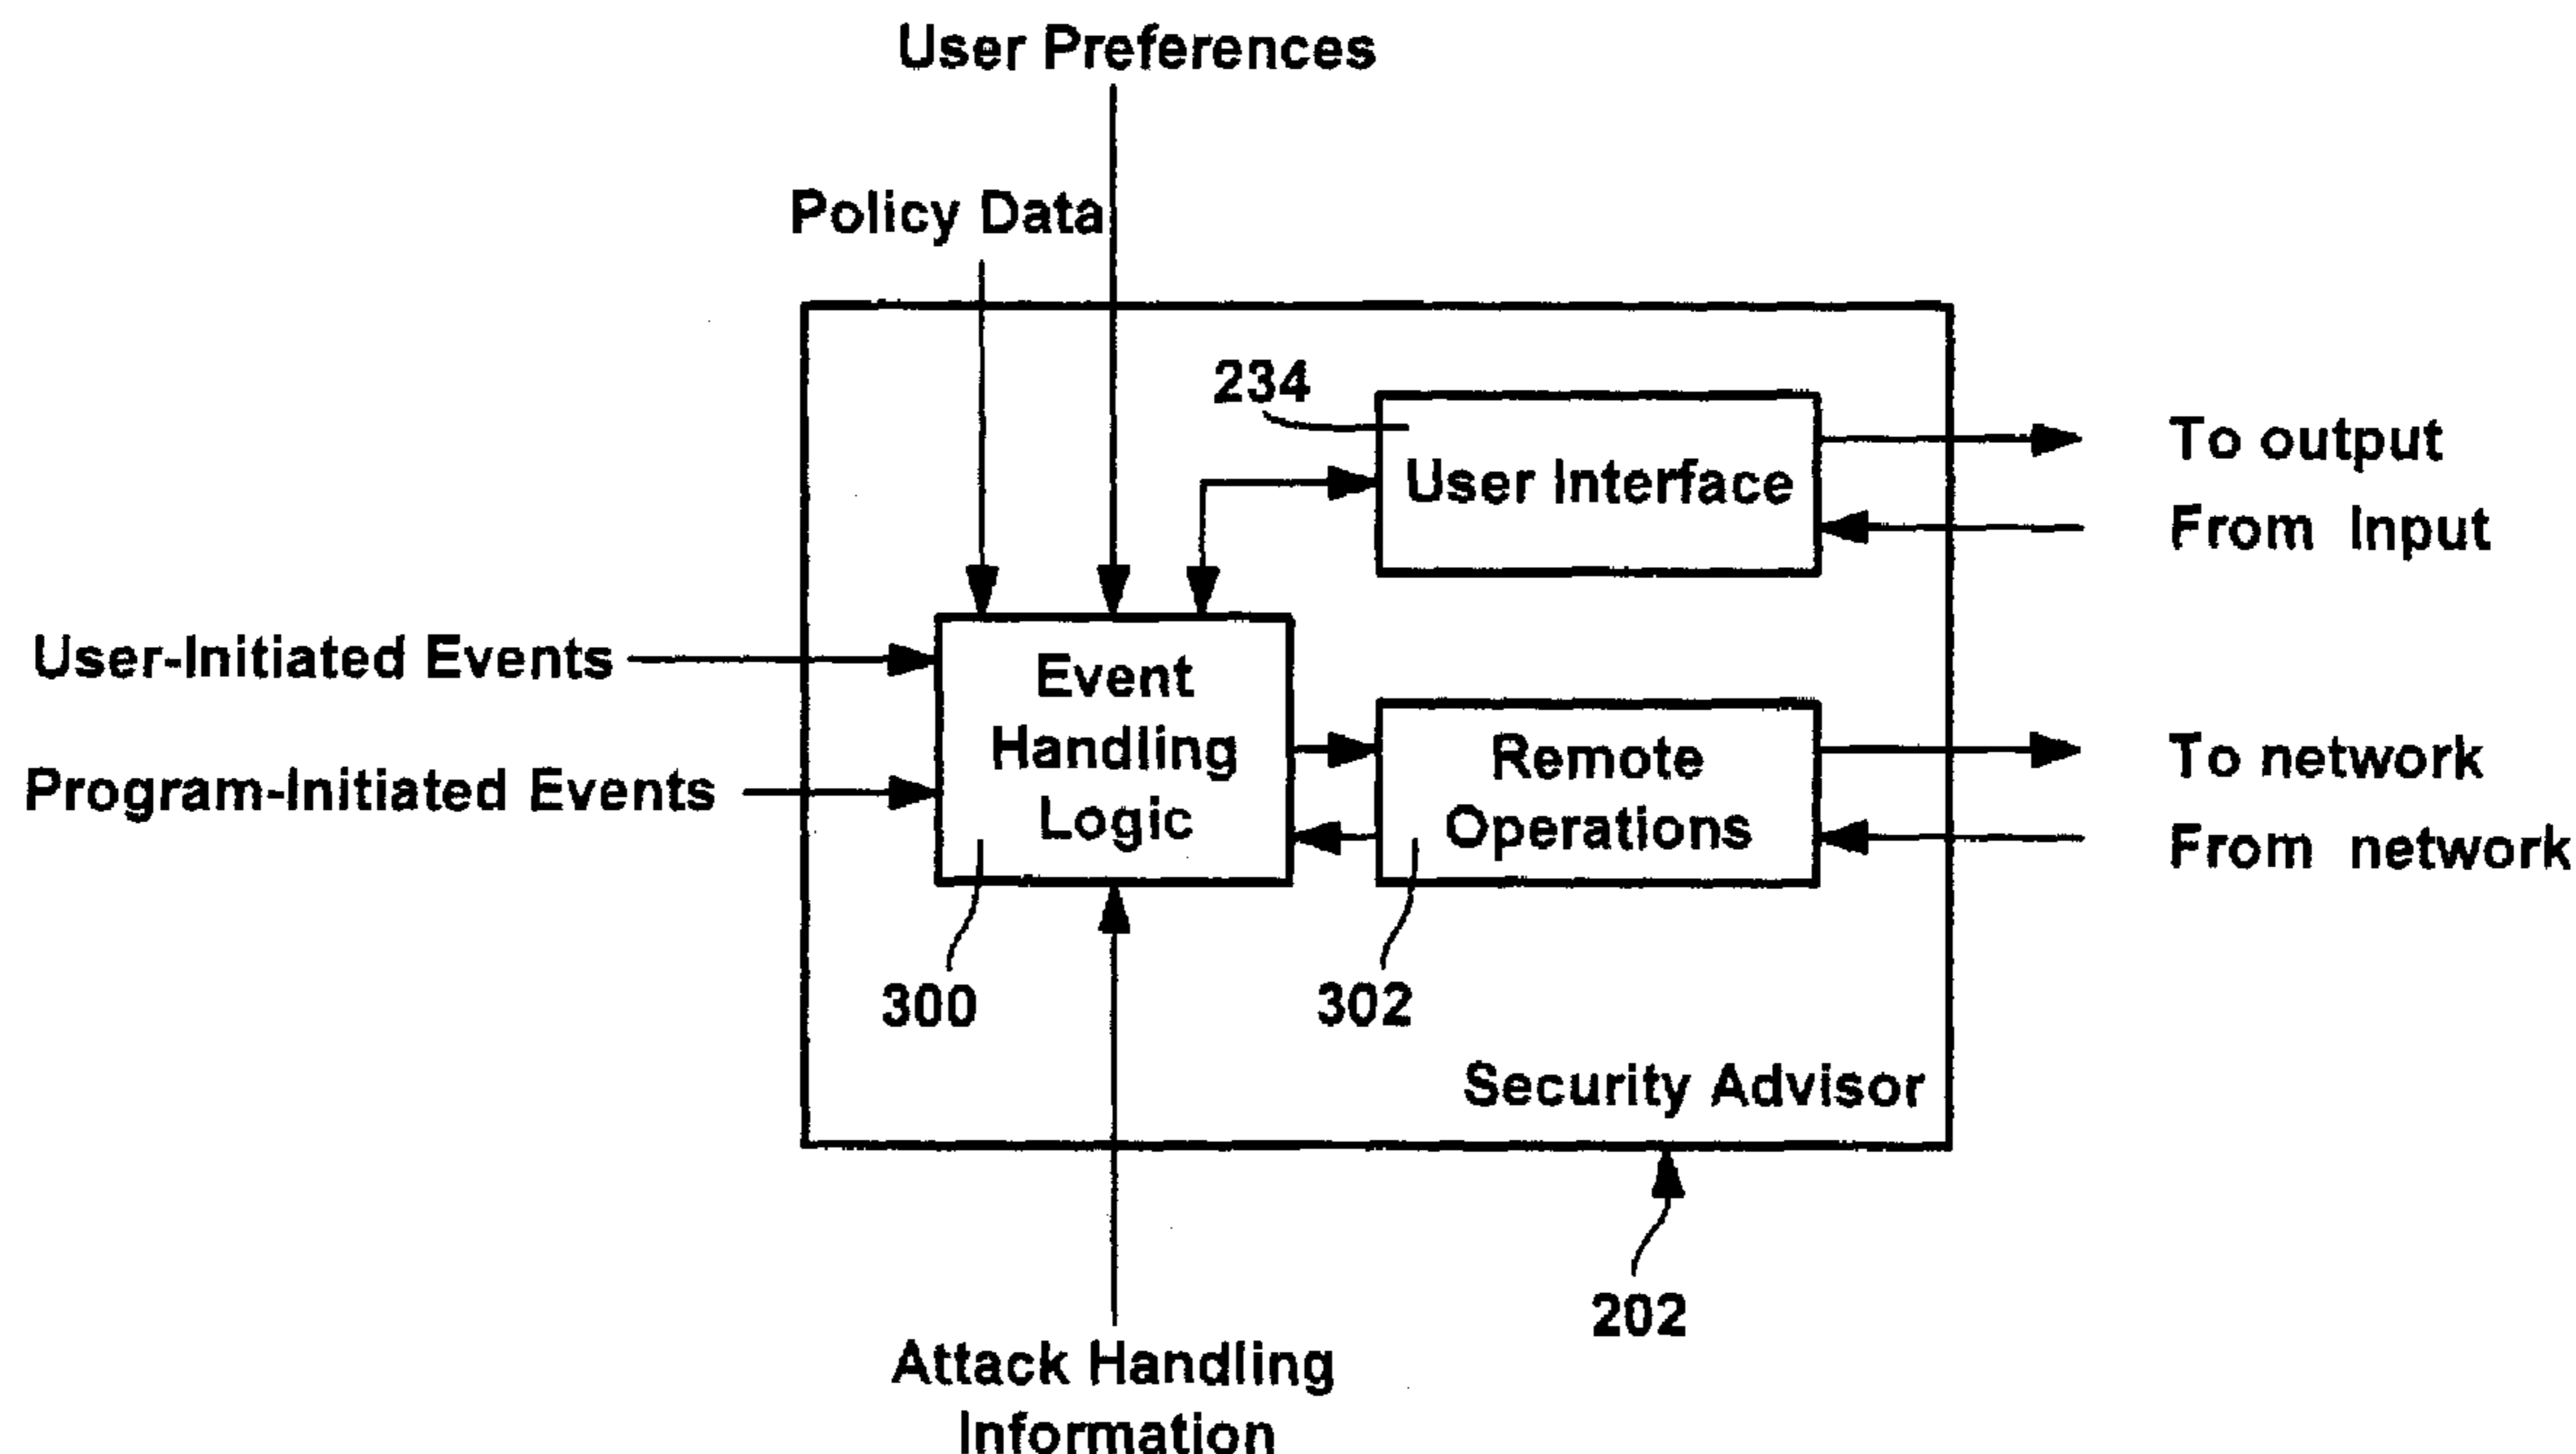 User Preferences
Policy Data
234
User Interface
To output
From Input
User-Initiated Events
Program-Initiated Events
Event
Handling
Logic
Remote
Operations
To network
From network
300
302
Security Advisor
202
Attack Handling
Information